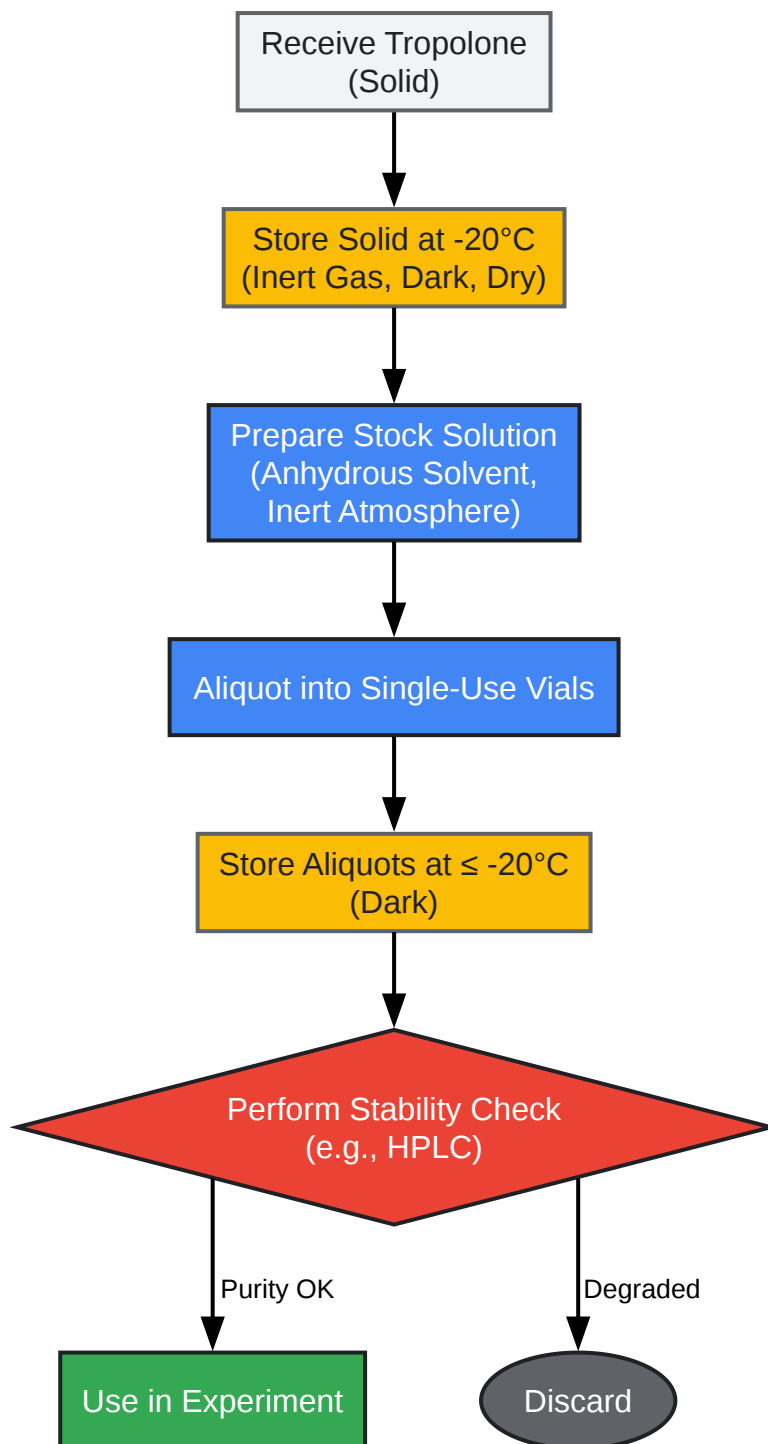 Receive Tropolone
(Solid)
Store Solid at -20°C
(Inert Gas, Dark, Dry)
Prepare Stock Solution
(Anhydrous Solvent,
Inert Atmosphere)
Aliquot into Single-Use Vials
Store Aliquots at ≤ -20°C
(Dark)
Perform Stability Check
(e.g., HPLC)
Purity OK
Degraded
Use in Experiment
Discard